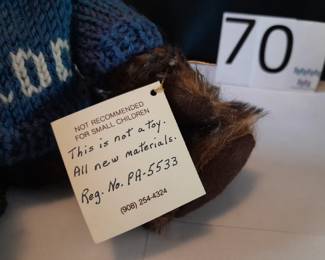 70
NOT RECOMMENDED
FOR SMALL CHILDREN
This is not a toy.
All new materials.
Reg. No. PA-5533
(908) 254-4324